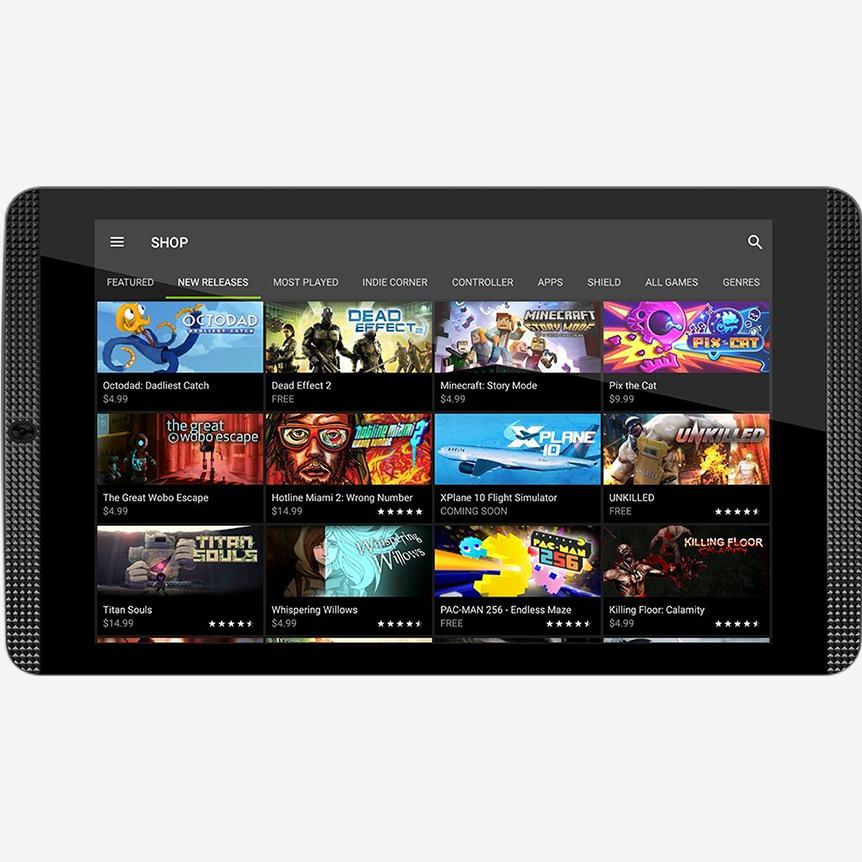 SHOP
FEATURED NEW RELEASES MOST PLAYED INDIE CORNER CONTROLLER APPS SHIELD ALL GAMES GENRES
OCTODAD
DADLIEST CATCH
DEAD
EFFECT 2
MINECRAFT
STORY MODE
PIX THE CAT
Octodad: Dadliest Catch
$4.99
Dead Effect 2
FREE
Minecraft: Story Mode
$4.99
Pix the Cat
$9.99
the great
wobo escape
hotline miami 2
wrong number
XPLANE
10
UNKILLED
The Great Wobo Escape
$4.99
Hotline Miami 2: Wrong Number
$14.99
XPlane 10 Flight Simulator
COMING SOON
UNKILLED
FREE
TITAN
SOULS
Whispering
Willows
PAC-MAN
256
KILLING FLOOR
CALAMITY
Titan Souls
$14.99
Whispering Willows
$4.99
PAC-MAN 256 - Endless Maze
FREE
Killing Floor: Calamity
$4.99